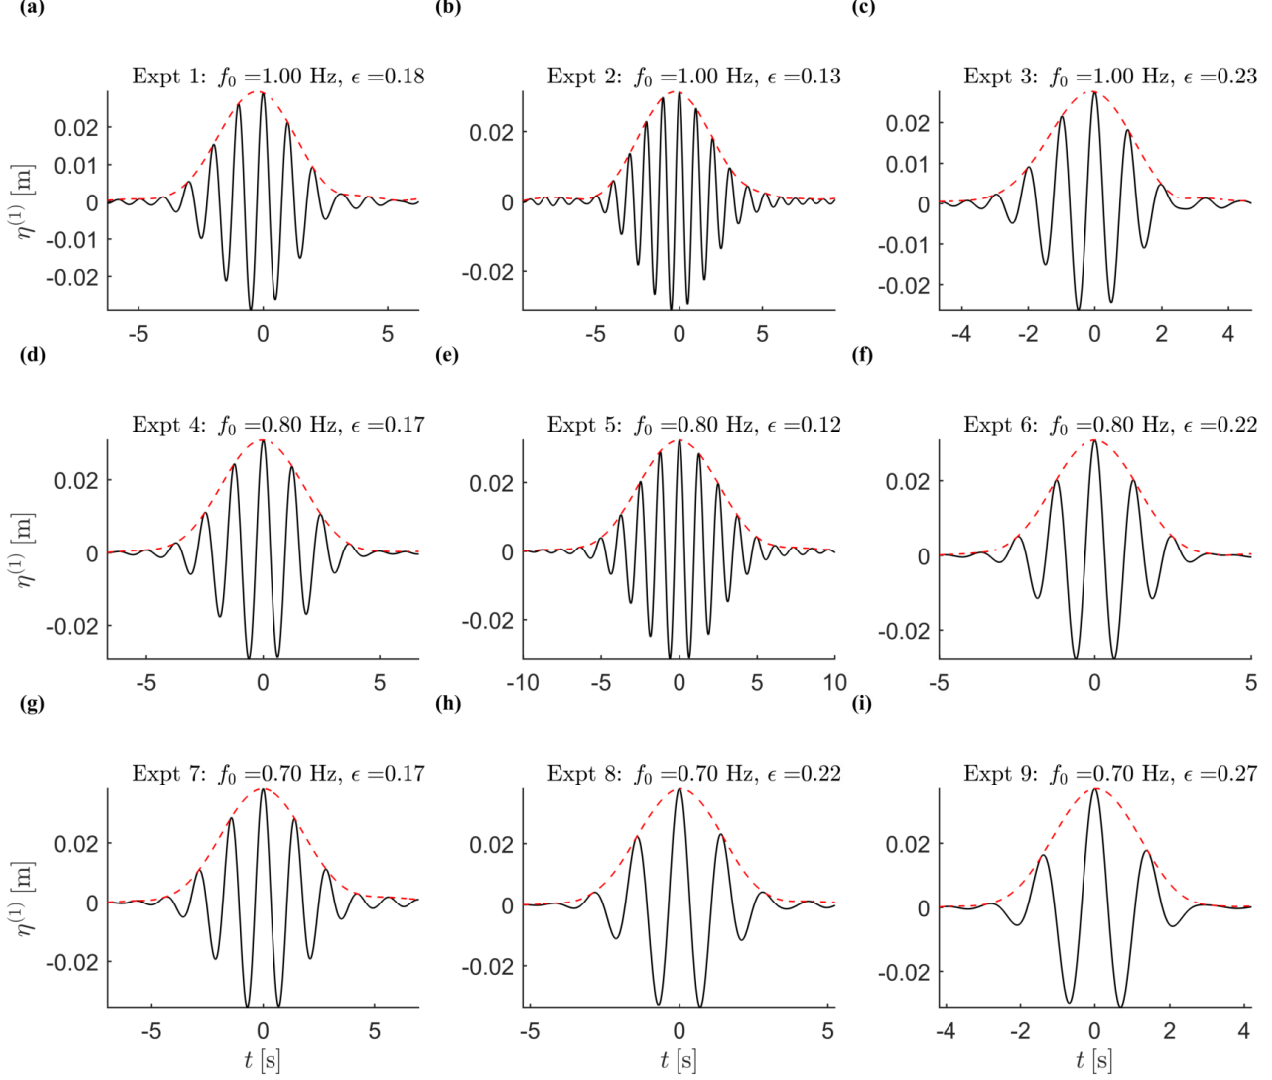 (a) (b) (c)
Expt 1: f₀ =1.00 Hz, ϵ =0.18
0.02
0.01
0
-0.01
-0.02
η⁽¹⁾ [m]
-5 0 5
Expt 2: f₀ =1.00 Hz, ϵ =0.13
0.02
0
-0.02
-5 0 5
Expt 3: f₀ =1.00 Hz, ϵ =0.23
0.02
0.01
0
-0.01
-0.02
-4 -2 0 2 4
(d) (e) (f)
Expt 4: f₀ =0.80 Hz, ϵ =0.17
0.02
0
-0.02
η⁽¹⁾ [m]
-5 0 5
Expt 5: f₀ =0.80 Hz, ϵ =0.12
0.02
0
-0.02
-10 -5 0 5 10
Expt 6: f₀ =0.80 Hz, ϵ =0.22
0.02
0
-0.02
-5 0 5
(g) (h) (i)
Expt 7: f₀ =0.70 Hz, ϵ =0.17
0.02
0
-0.02
η⁽¹⁾ [m]
-5 0 5
t [s]
Expt 8: f₀ =0.70 Hz, ϵ =0.22
0.02
0
-0.02
-5 0 5
t [s]
Expt 9: f₀ =0.70 Hz, ϵ =0.27
0.02
0
-0.02
-4 -2 0 2 4
t [s]